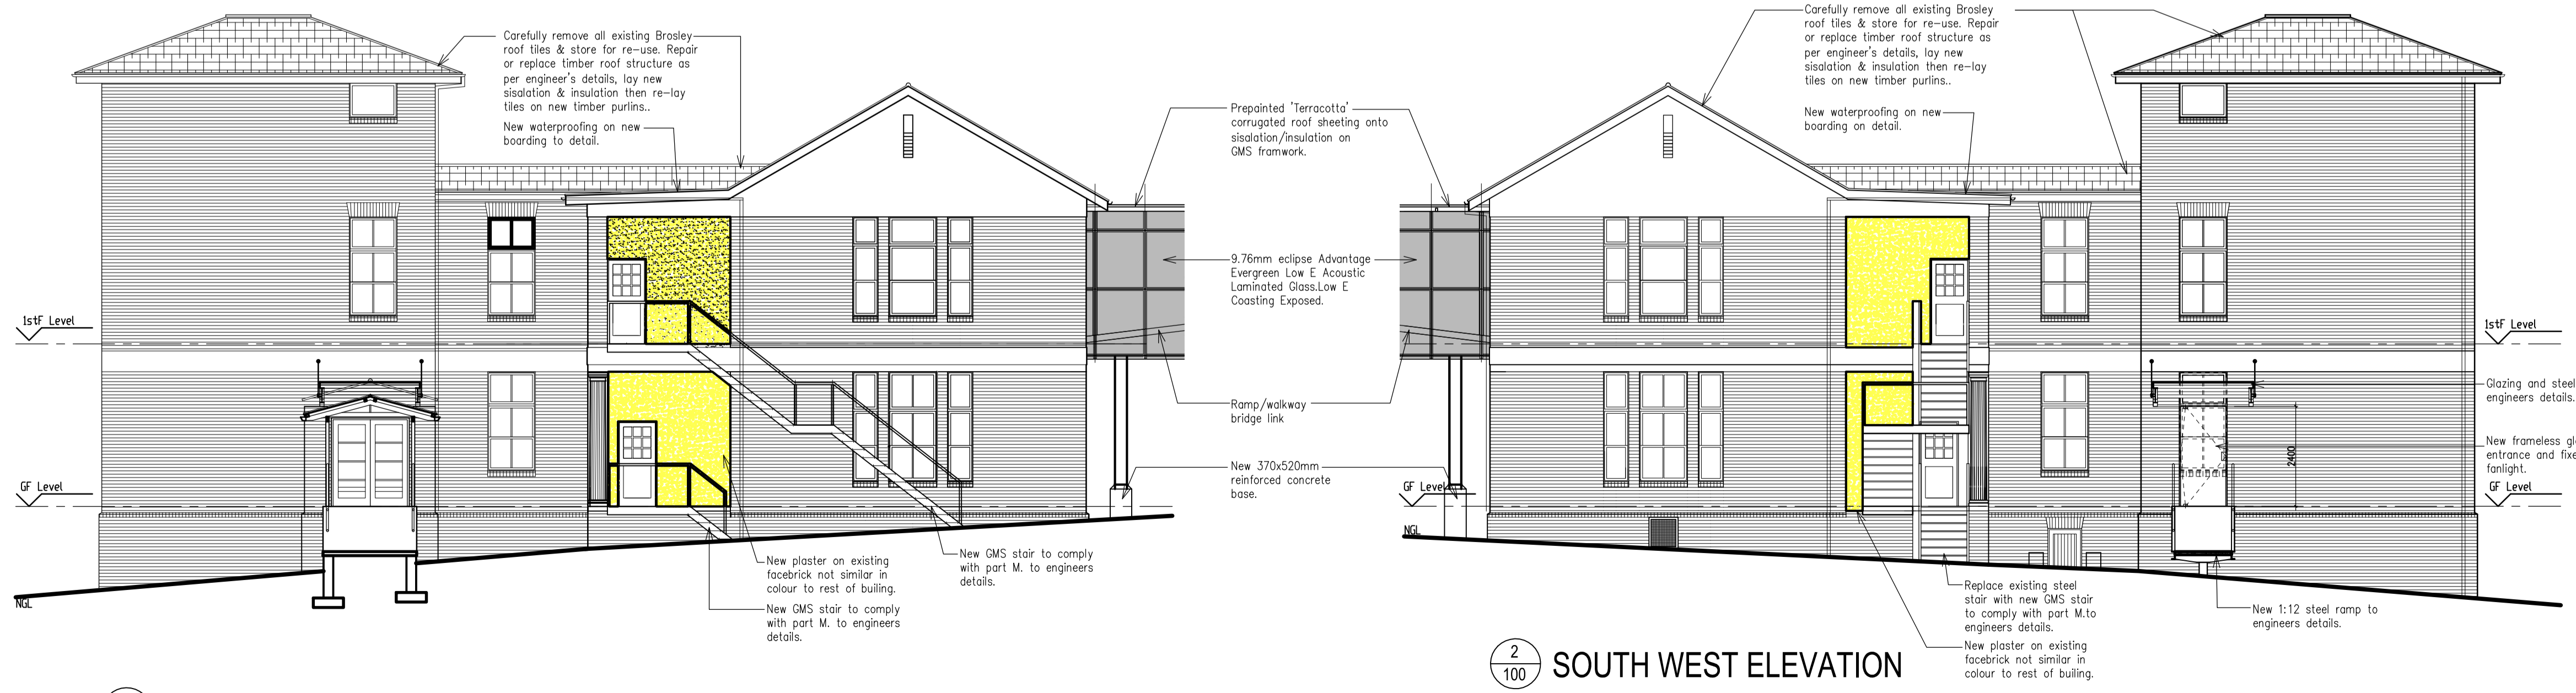 Carefully remove all existing Brosley
roof tiles & store for re-use. Repair
or replace timber roof structure as
per engineer's details, lay new
sisalation & insulation then re-lay
tiles on new timber purlins..
New waterproofing on new
boarding to detail.
Prepainted 'Terracotta'
corrugated roof sheeting onto
sisalation/insulation on
GMS framwork.
9.76mm eclipse Advantage
Evergreen Low E Acoustic
Laminated Glass.Low E
Coasting Exposed.
Ramp/walkway
bridge link
New 370x520mm
reinforced concrete
base.
1stF Level
GF Level
NGL
New plaster on existing
facebrick not similar in
colour to rest of builing.
New GMS stair to comply
with part M. to engineers
details.
New GMS stair to comply
with part M. to engineers
details.
Carefully remove all existing Brosley
roof tiles & store for re-use. Repair
or replace timber roof structure as
per engineer's details, lay new
sisalation & insulation then re-lay
tiles on new timber purlins..
New waterproofing on new
boarding on detail.
1stF Level
Glazing and steel
engineers details.
New frameless
entrance and
fanlight.
2400
GF Level
GF Level
NGL
Replace existing steel
stair with new GMS stair
to comply with part M.to
engineers details.
New plaster on existing
facebrick not similar in
colour to rest of builing.
New 1:12 steel ramp to
engineers details.
2
100
SOUTH WEST ELEVATION